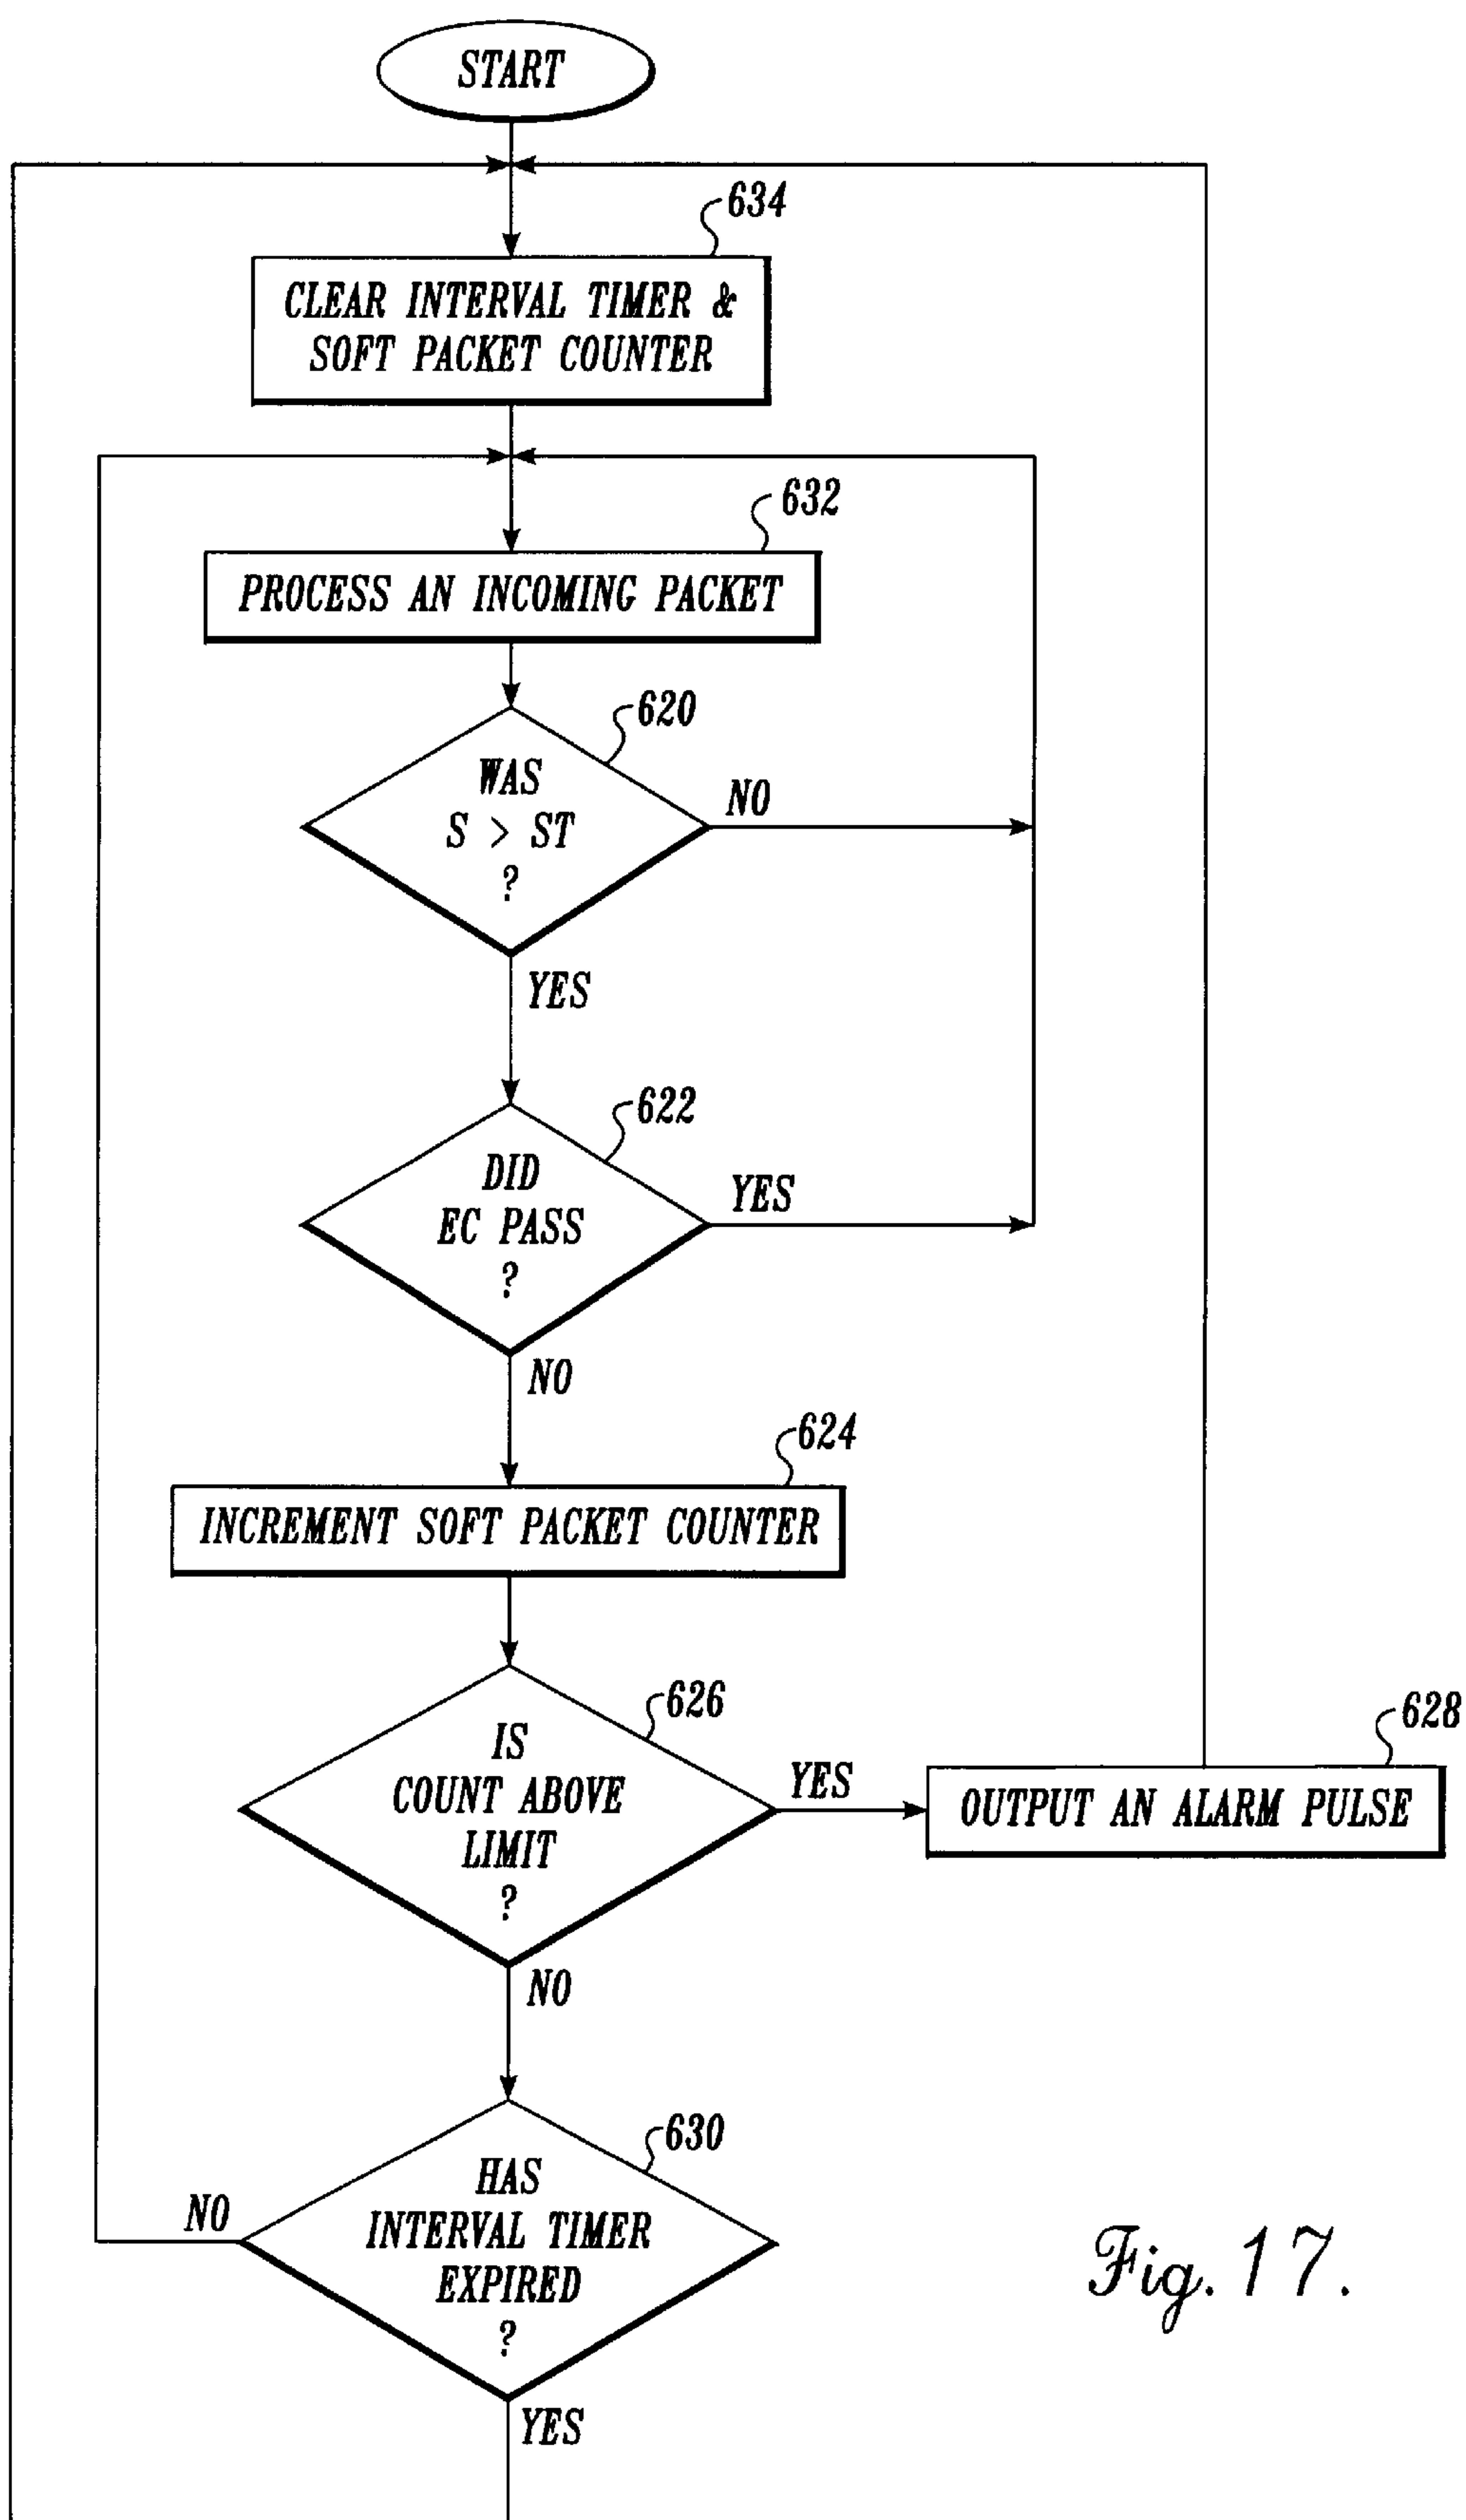 START
634
CLEAR INTERVAL TIMER &
SOFT PACKET COUNTER
632
PROCESS AN INCOMING PACKET
620
WAS
S > ST
?
NO
YES
622
DID
EC PASS
?
YES
NO
624
INCREMENT SOFT PACKET COUNTER
626
IS
COUNT ABOVE
LIMIT
?
YES
628
OUTPUT AN ALARM PULSE
NO
630
HAS
INTERVAL TIMER
EXPIRED
?
NO
YES
Fig. 17.